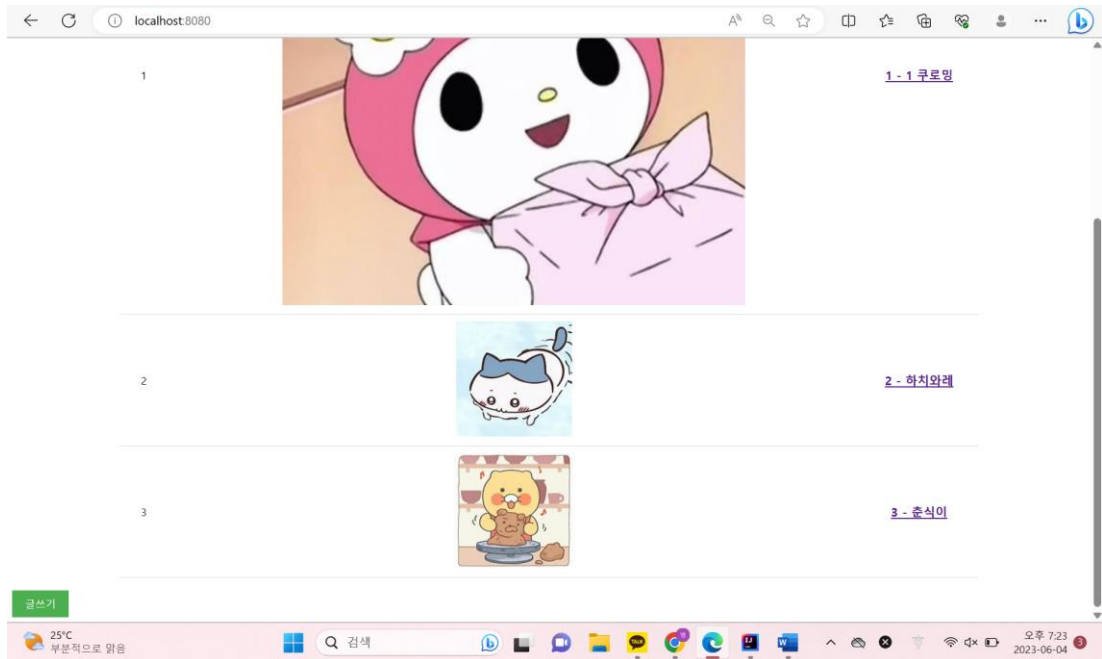 localhost:8080
1
1 - 1 쿠로밍
2
2 - 하치와레
3
3 - 춘식이
글쓰기
25°C
부분적으로 맑음
검색
TALK
오후 7:23
2023-06-04
3